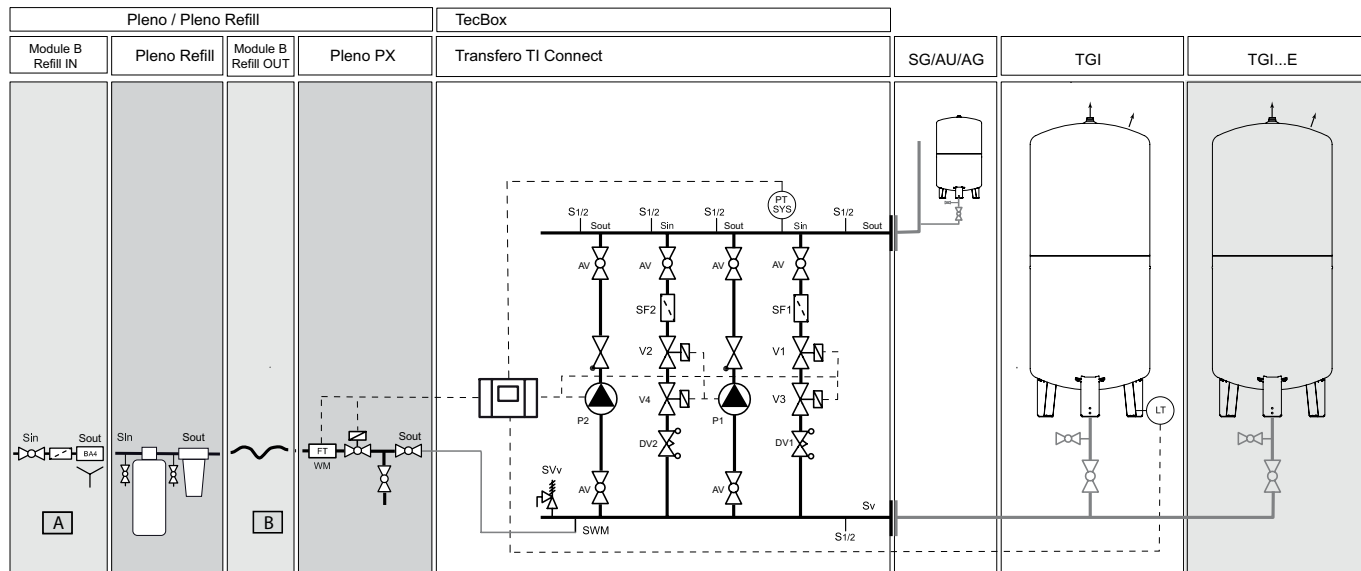 Pleno / Pleno Refill
TecBox
Module B
Refill IN
Pleno Refill
Module B
Refill OUT
Pleno PX
Transfero TI Connect
SG/AU/AG
TGI
TGI...E
PT
SYS
S1/2
S1/2
S1/2
S1/2
Sout
Sin
Sout
Sin
Sout
AV
AV
AV
AV
SF2
SF1
V2
V1
V4
V3
P2
P1
LT
DV2
DV1
Sin
Sout
BA4
SIn
Sout
FT
WM
Sout
SVv
AV
AV
Sv
SWM
S1/2
A
B